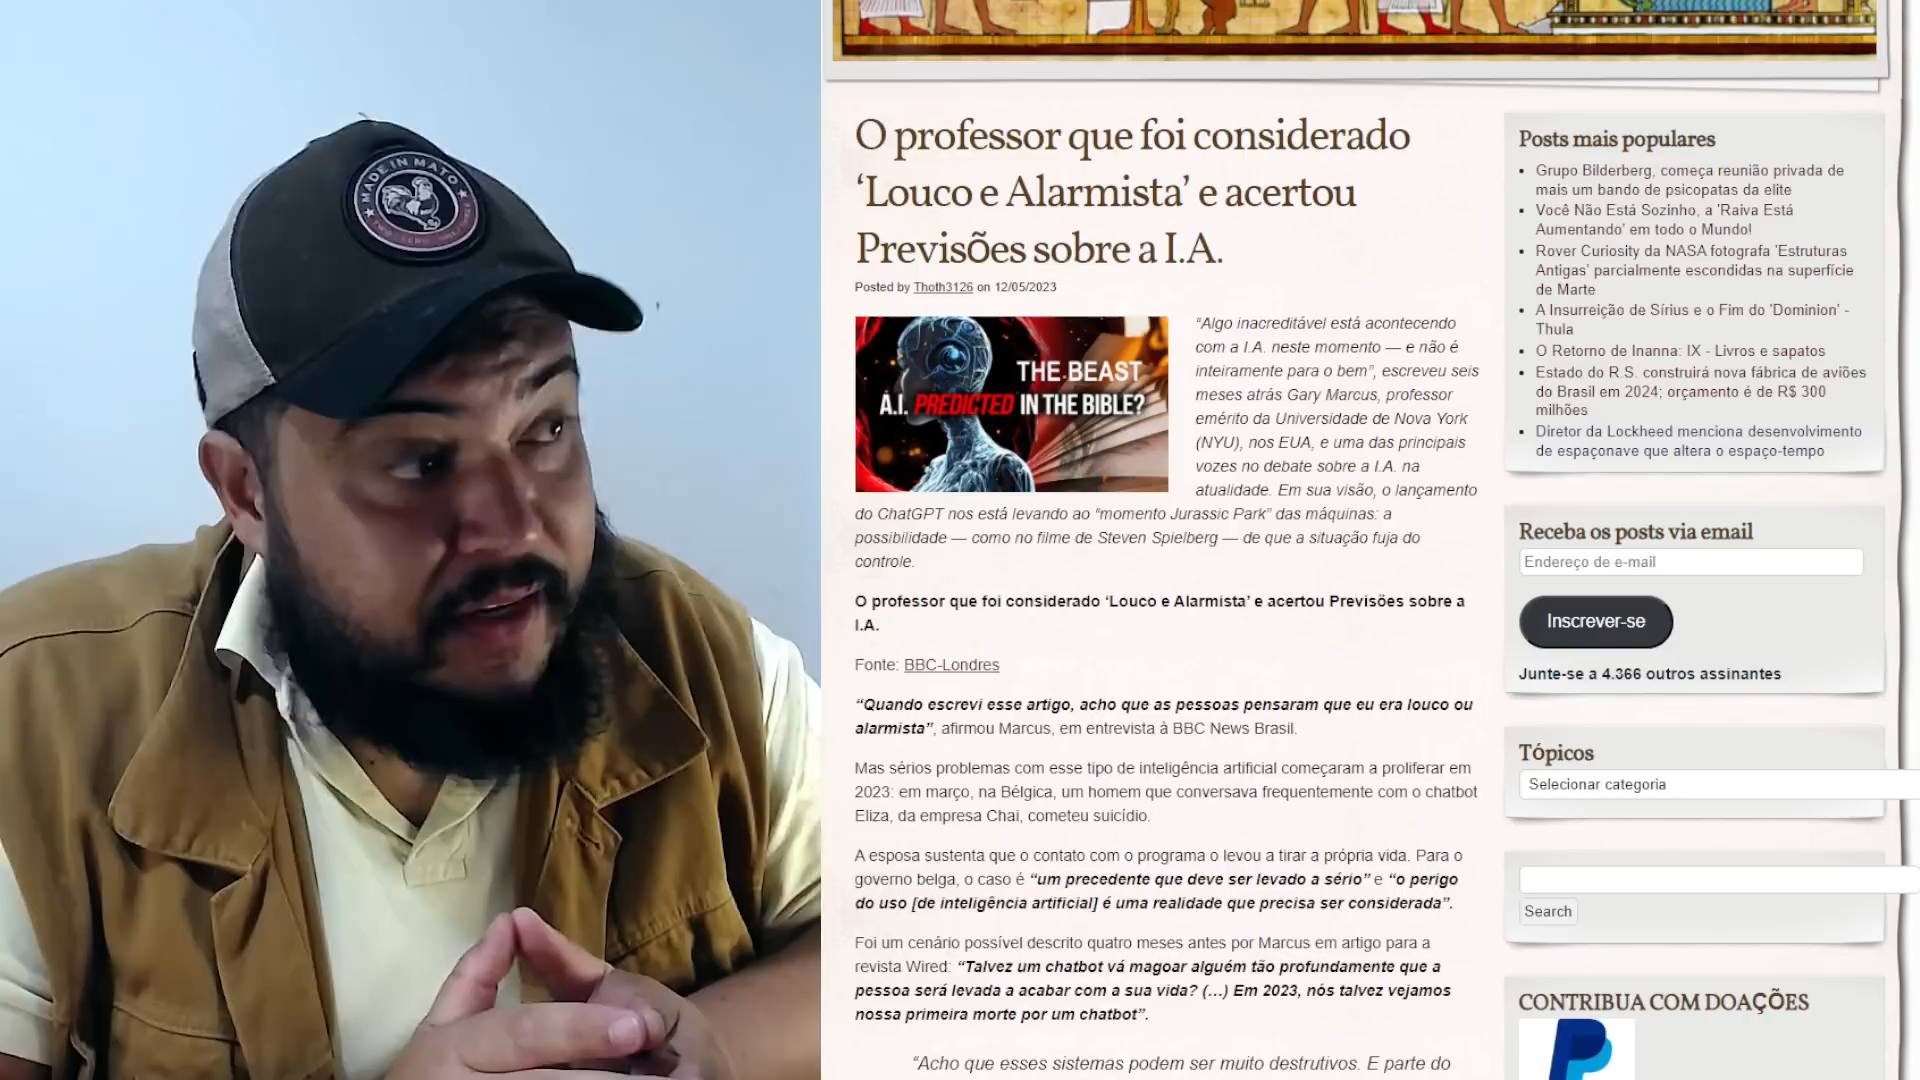 MADE IN MATO
O professor que foi considerado
‘Louco e Alarmista’ e acertou
Previsões sobre a I.A.
Posted by Thoth3126 on 12/05/2023
THE BEAST
A.I. PREDICTED IN THE BIBLE?
“Algo inacreditável está acontecendo
com a I.A. neste momento — e não é
inteiramente para o bem”, escreveu seis
meses atrás Gary Marcus, professor
emérito da Universidade de Nova York
(NYU), nos EUA, e uma das principais
vozes no debate sobre a I.A. na
atualidade. Em sua visão, o lançamento
do ChatGPT nos está levando ao “momento Jurassic Park” das máquinas: a
possibilidade — como no filme de Steven Spielberg — de que a situação fuja do
controle.
O professor que foi considerado ‘Louco e Alarmista’ e acertou Previsões sobre a
I.A.
Fonte: BBC-Londres
“Quando escrevi esse artigo, acho que as pessoas pensaram que eu era louco ou
alarmista”, afirmou Marcus, em entrevista à BBC News Brasil.
Mas sérios problemas com esse tipo de inteligência artificial começaram a proliferar em
2023: em março, na Bélgica, um homem que conversava frequentemente com o chatbot
Eliza, da empresa Chai, cometeu suicídio.
A esposa sustenta que o contato com o programa o levou a tirar a própria vida. Para o
governo belga, o caso é “um precedente que deve ser levado a sério” e “o perigo
do uso [de inteligência artificial] é uma realidade que precisa ser considerada”.
Foi um cenário possível descrito quatro meses antes por Marcus em artigo para a
revista Wired: “Talvez um chatbot vá magoar alguém tão profundamente que a
pessoa será levada a acabar com a sua vida? (…) Em 2023, nós talvez vejamos
nossa primeira morte por um chatbot”.
“Acho que esses sistemas podem ser muito destrutivos. E parte do
Posts mais populares
Grupo Bilderberg, começa reunião privada de
mais um bando de psicopatas da elite
Você Não Está Sozinho, a 'Raiva Está
Aumentando' em todo o Mundo!
Rover Curiosity da NASA fotografa 'Estruturas
Antigas' parcialmente escondidas na superfície
de Marte
A Insurreição de Sírius e o Fim do 'Dominion' -
Thula
O Retorno de Inanna: IX - Livros e sapatos
Estado do R.S. construirá nova fábrica de aviões
do Brasil em 2024; orçamento é de R$ 300
milhões
Diretor da Lockheed menciona desenvolvimento
de espaçonave que altera o espaço-tempo
Receba os posts via email
Endereço de e-mail
Inscrever-se
Junte-se a 4.366 outros assinantes
Tópicos
Selecionar categoria
Search
CONTRIBUA COM DOAÇÕES